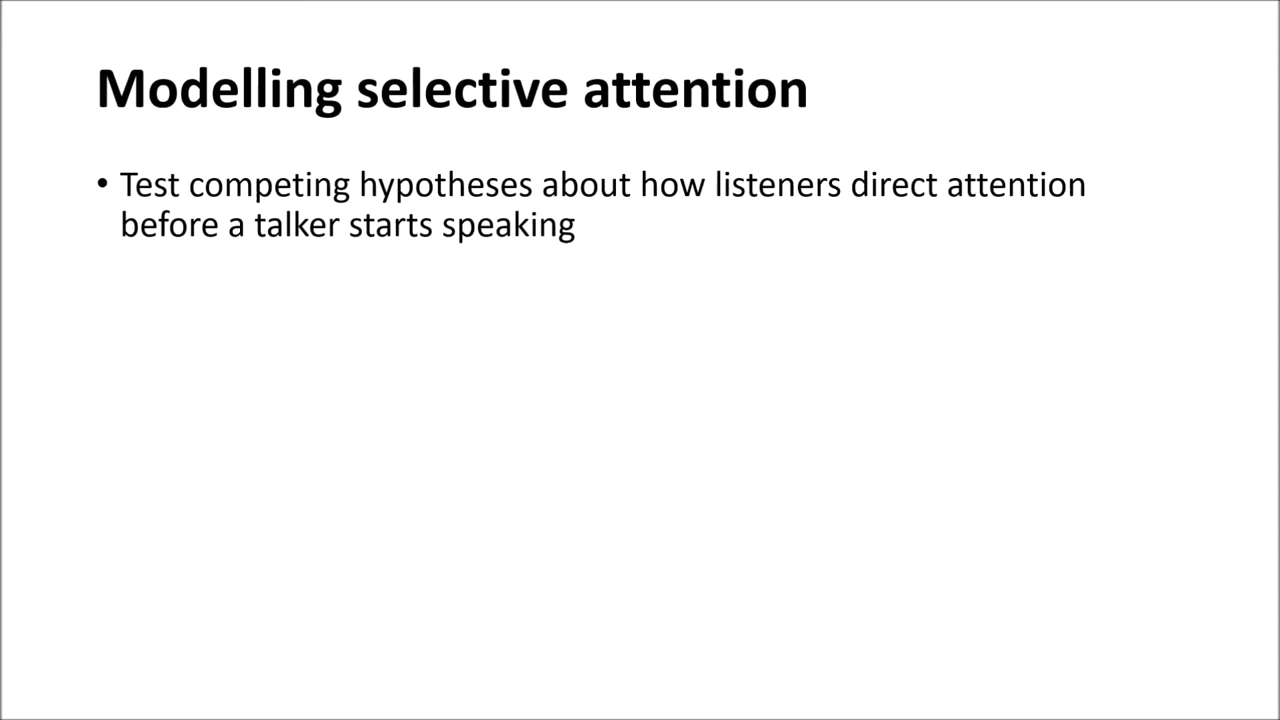 Modelling selective attention
• Test competing hypotheses about how listeners direct attention
before a talker starts speaking